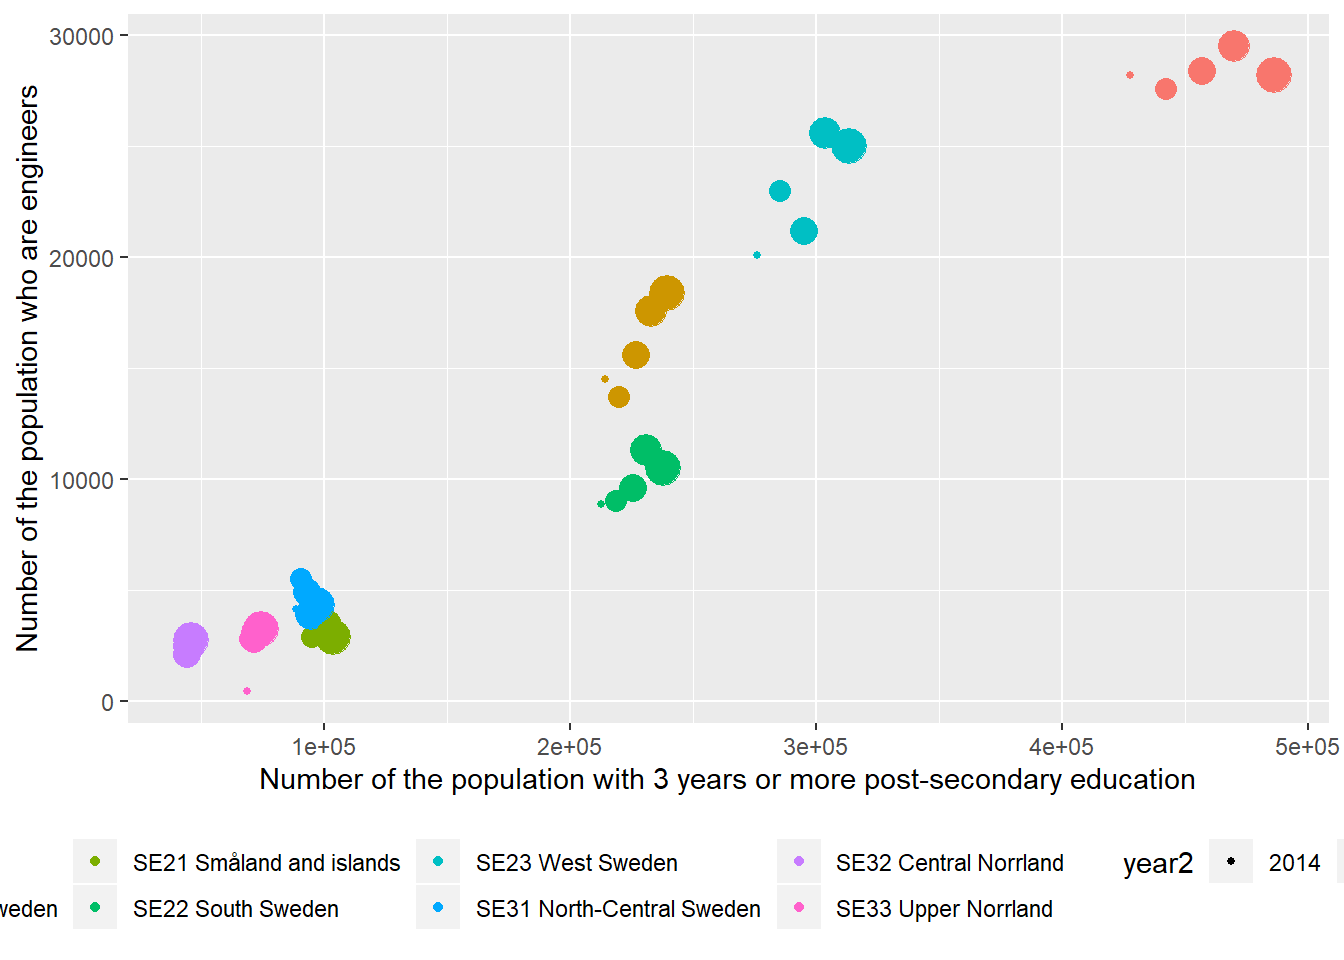 Number of the population who are engineers
30000
20000
10000
0
1e+05 2e+05 3e+05 4e+05 5e+05
Number of the population with 3 years or more post-secondary education
SE21 Småland and islands SE23 West Sweden SE32 Central Norrland year2 2014
weden SE22 South Sweden SE31 North-Central Sweden SE33 Upper Norrland